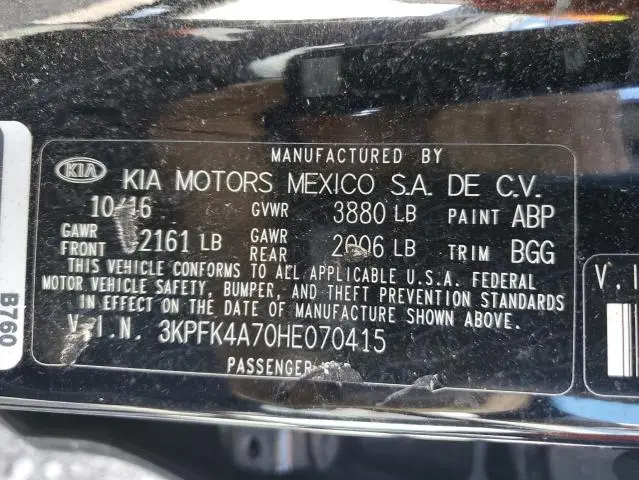 MANUFACTURED BY
KIA KIA MOTORS MEXICO S.A. DE C.V.
10/16 GVWR 3880 LB PAINT ABP
GAWR FRONT 2161 LB GAWR REAR 2006 LB TRIM BGG
THIS VEHICLE CONFORMS TO ALL APPLICABLE U.S.A. FEDERAL
MOTOR VEHICLE SAFETY, BUMPER, AND THEFT PREVENTION STANDARDS
IN EFFECT ON THE DATE OF MANUFACTURE SHOWN ABOVE.
V.I.N. 3KPFK4A70HE070415
PASSENGER
B760